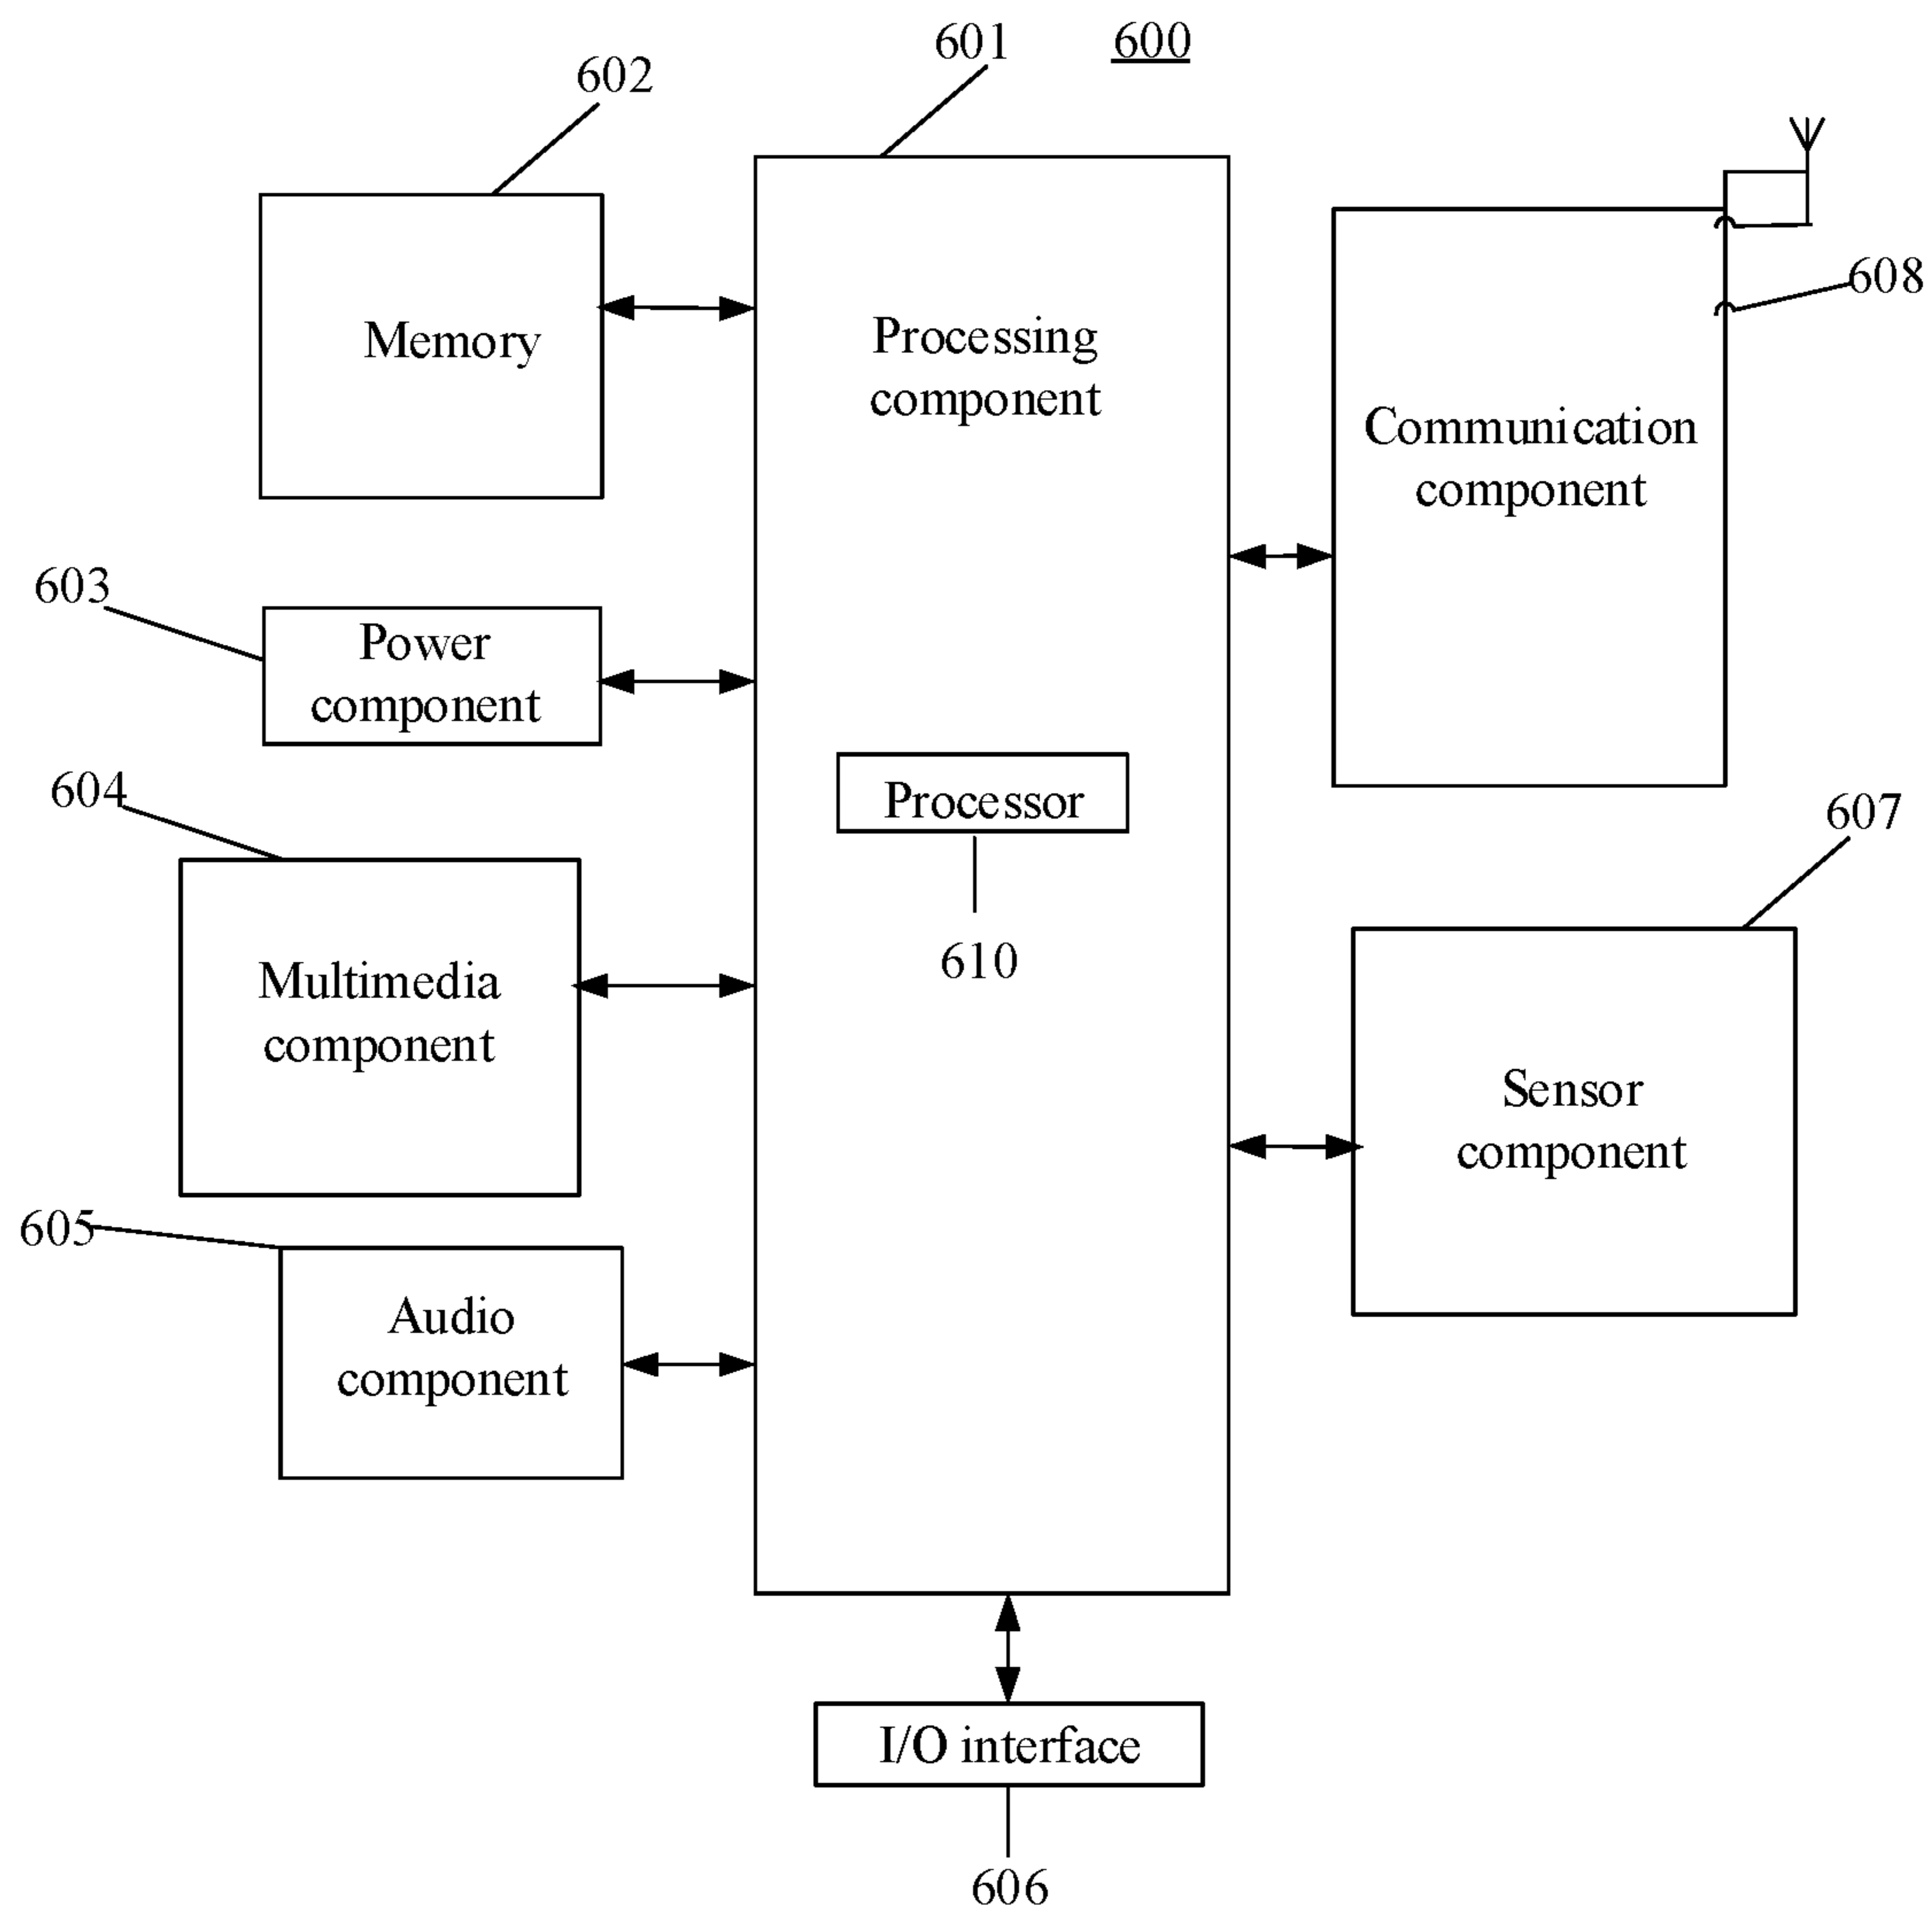 600
601
602
Memory
Processing
component
608
Communication
component
603
Power
component
604
Processor
610
607
Multimedia
component
Sensor
component
605
Audio
component
I/O interface
606